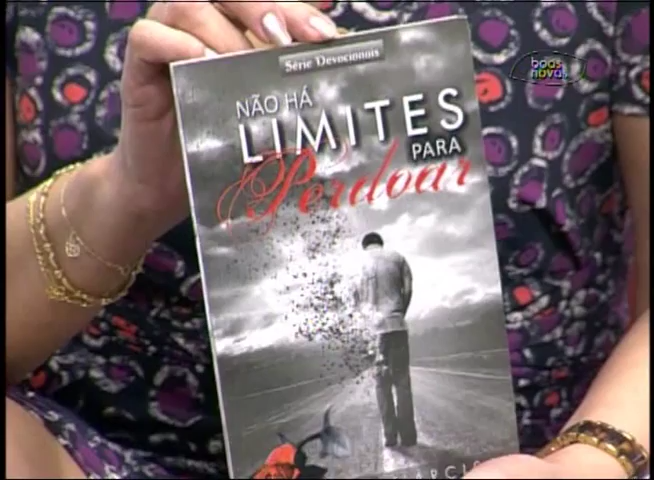 Série Devocionais
NÃO HÁ
LIMITES
PARA
Perdoar
boas
novas